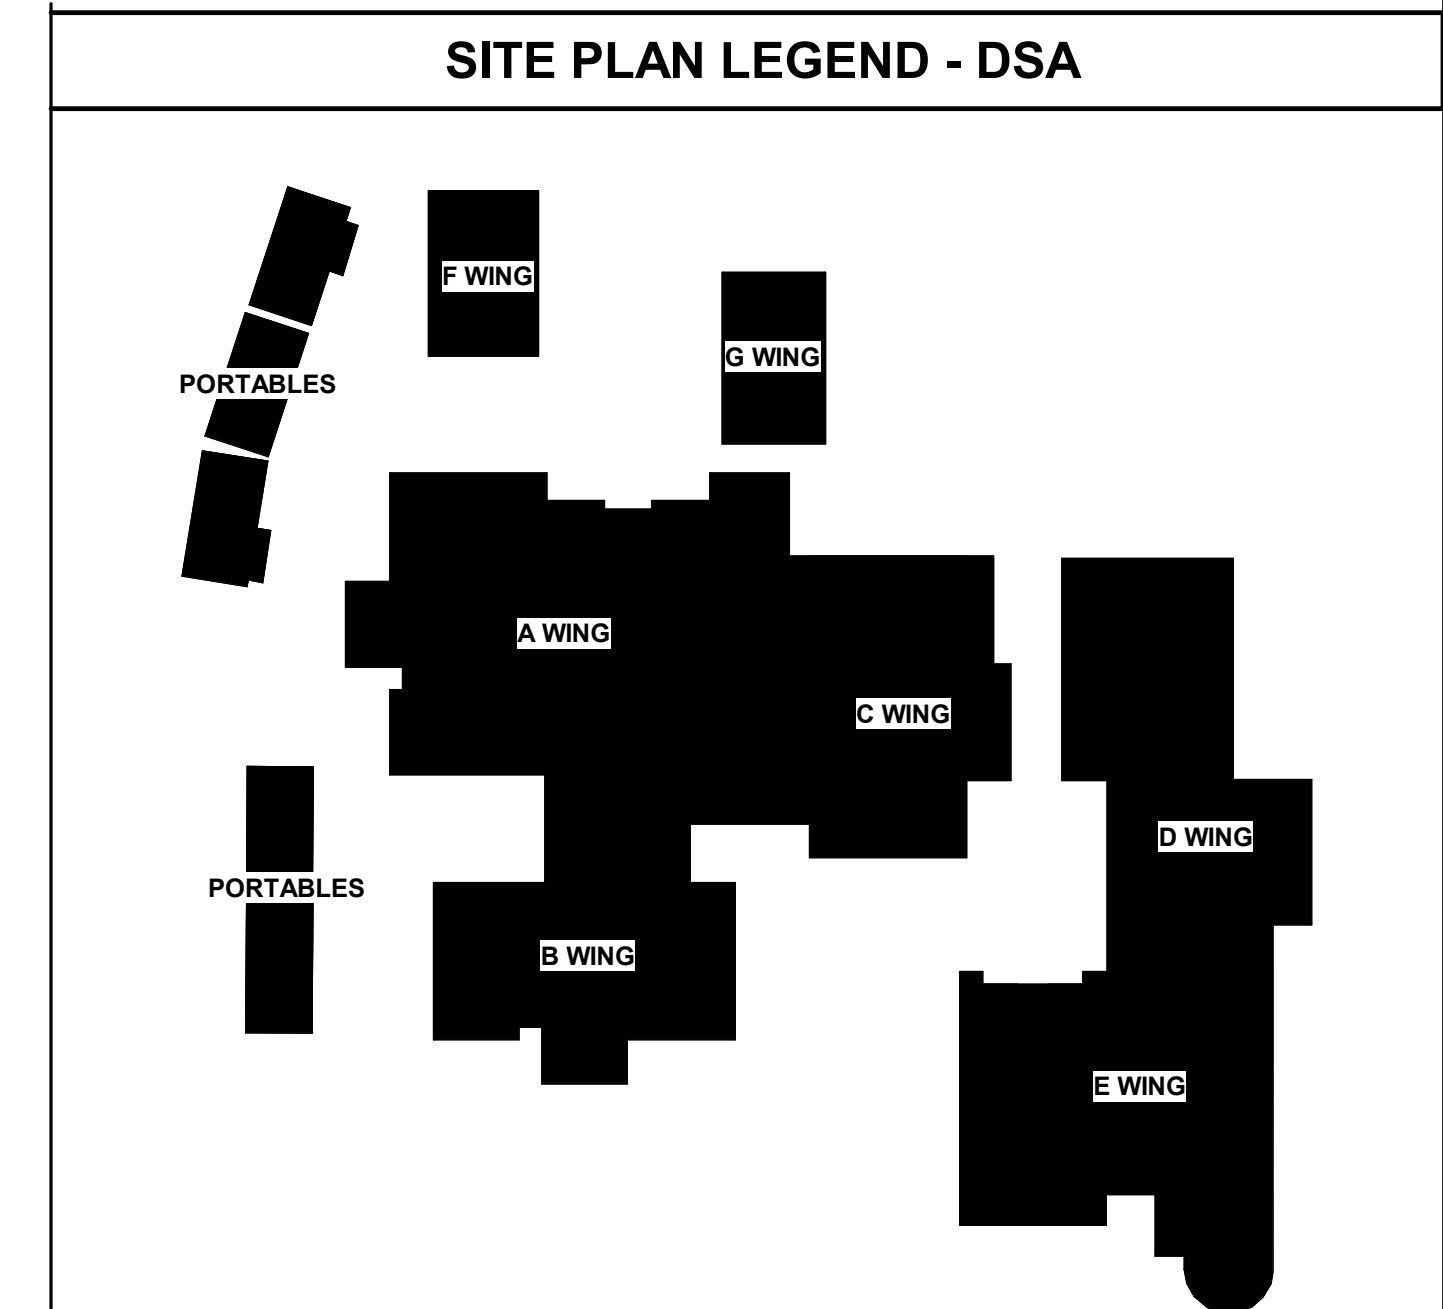 SITE PLAN LEGEND - DSA
F WING
G WING
PORTABLES
A WING
C WING
D WING
PORTABLES
B WING
E WING